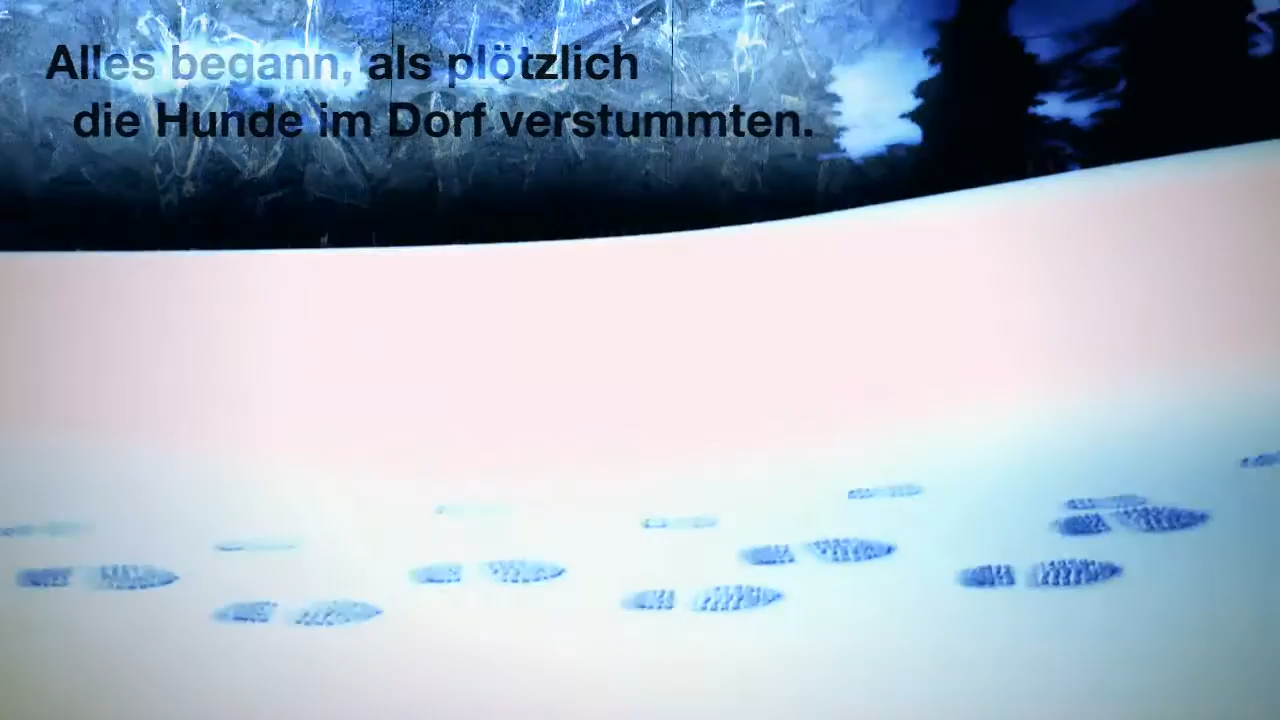 Alles begann, als plötzlich
die Hunde im Dorf verstummten.